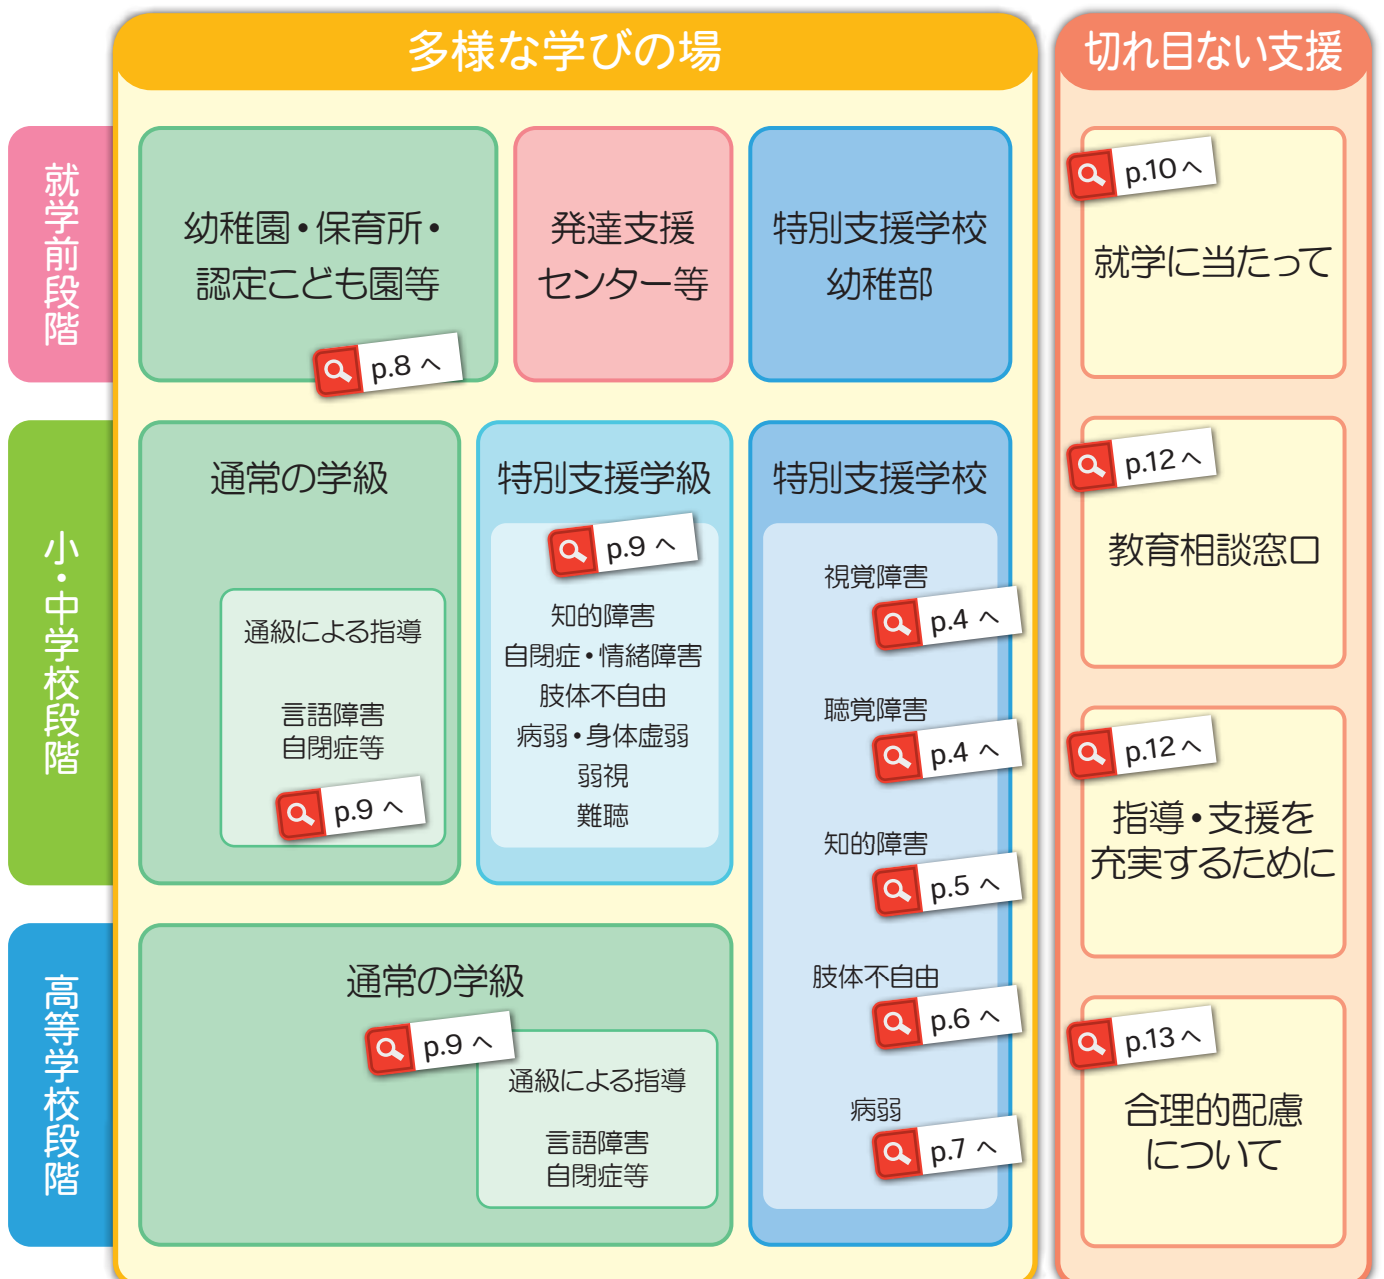 多様な学びの場
切れ目ない支援
就学前段階
幼稚園・保育所・
認定こども園等
p.8 へ
発達支援
センター等
特別支援学校
幼稚部
p.10 へ
就学に当たって
小・中学校段階
通常の学級
通級による指導
言語障害
自閉症等
p.9 へ
特別支援学級
p.9 へ
知的障害
自閉症・情緒障害
肢体不自由
病弱・身体虚弱
弱視
難聴
特別支援学校
視覚障害
p.4 へ
聴覚障害
p.4 へ
知的障害
p.5 へ
肢体不自由
p.6 へ
病弱
p.7 へ
p.12 へ
教育相談窓口
p.12 へ
指導・支援を
充実するために
高等学校段階
通常の学級
p.9 へ
通級による指導
言語障害
自閉症等
p.13 へ
合理的配慮
について